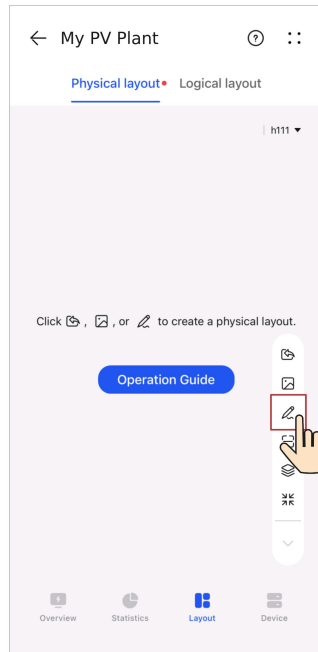 My PV Plant
Physical layout Logical layout
h111
Click , , or to create a physical layout.
Operation Guide
Overview Statistics Layout Device